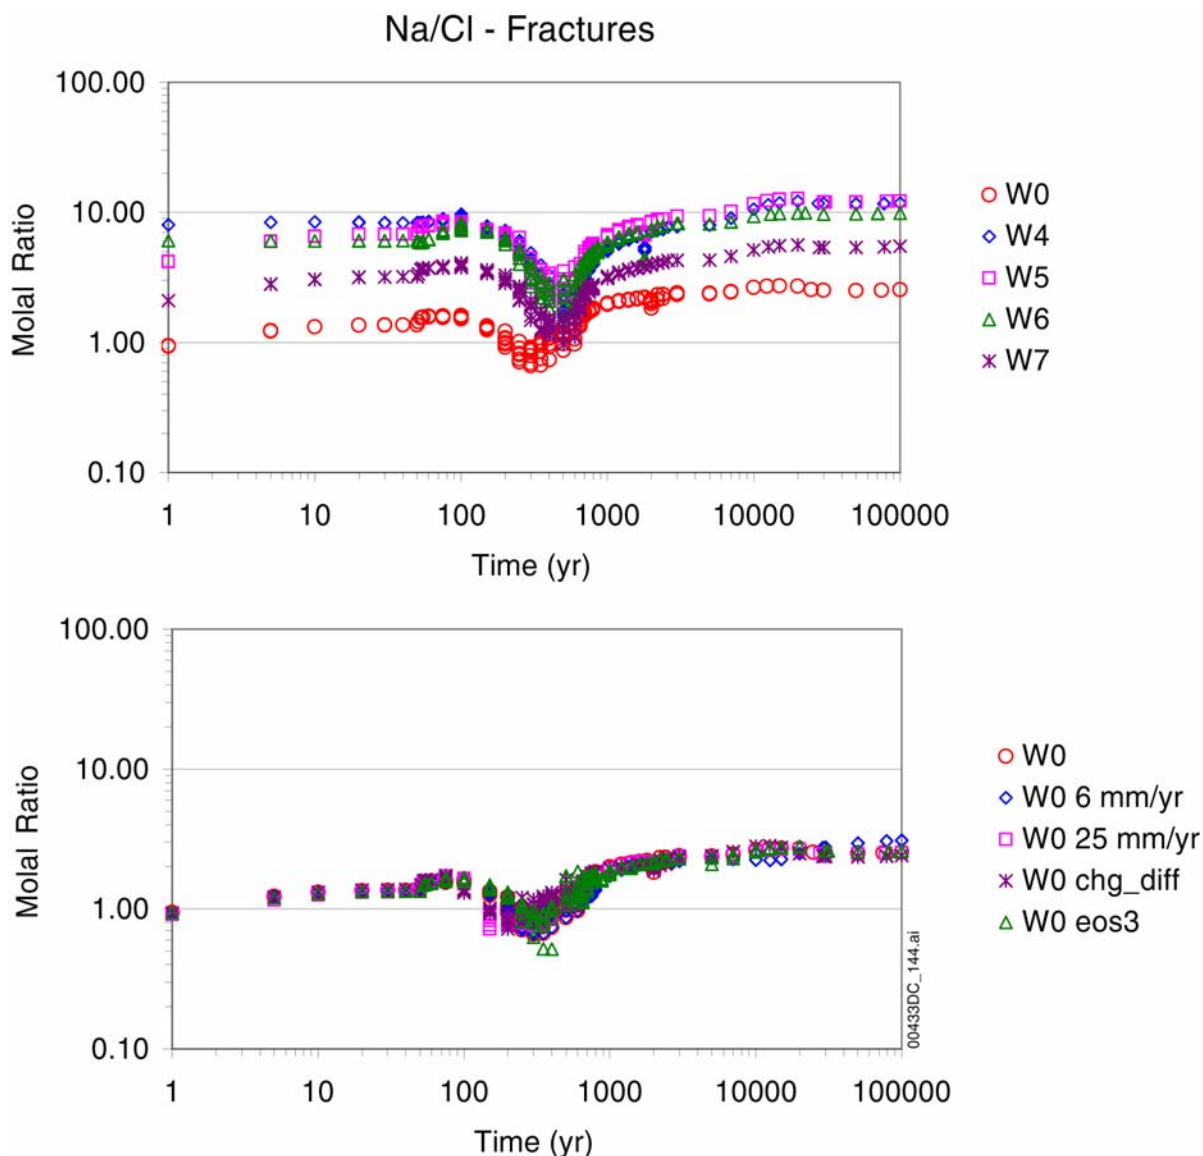 Na/Cl - Fractures
100.00
10.00
1.00
0.10
Molal Ratio
1 10 100 1000 10000 100000
Time (yr)
W0
W4
W5
W6
W7
100.00
10.00
1.00
0.10
Molal Ratio
1 10 100 1000 10000 100000
Time (yr)
W0
W0 6 mm/yr
W0 25 mm/yr
W0 chg_diff
W0 eos3
00433DC_144.ai